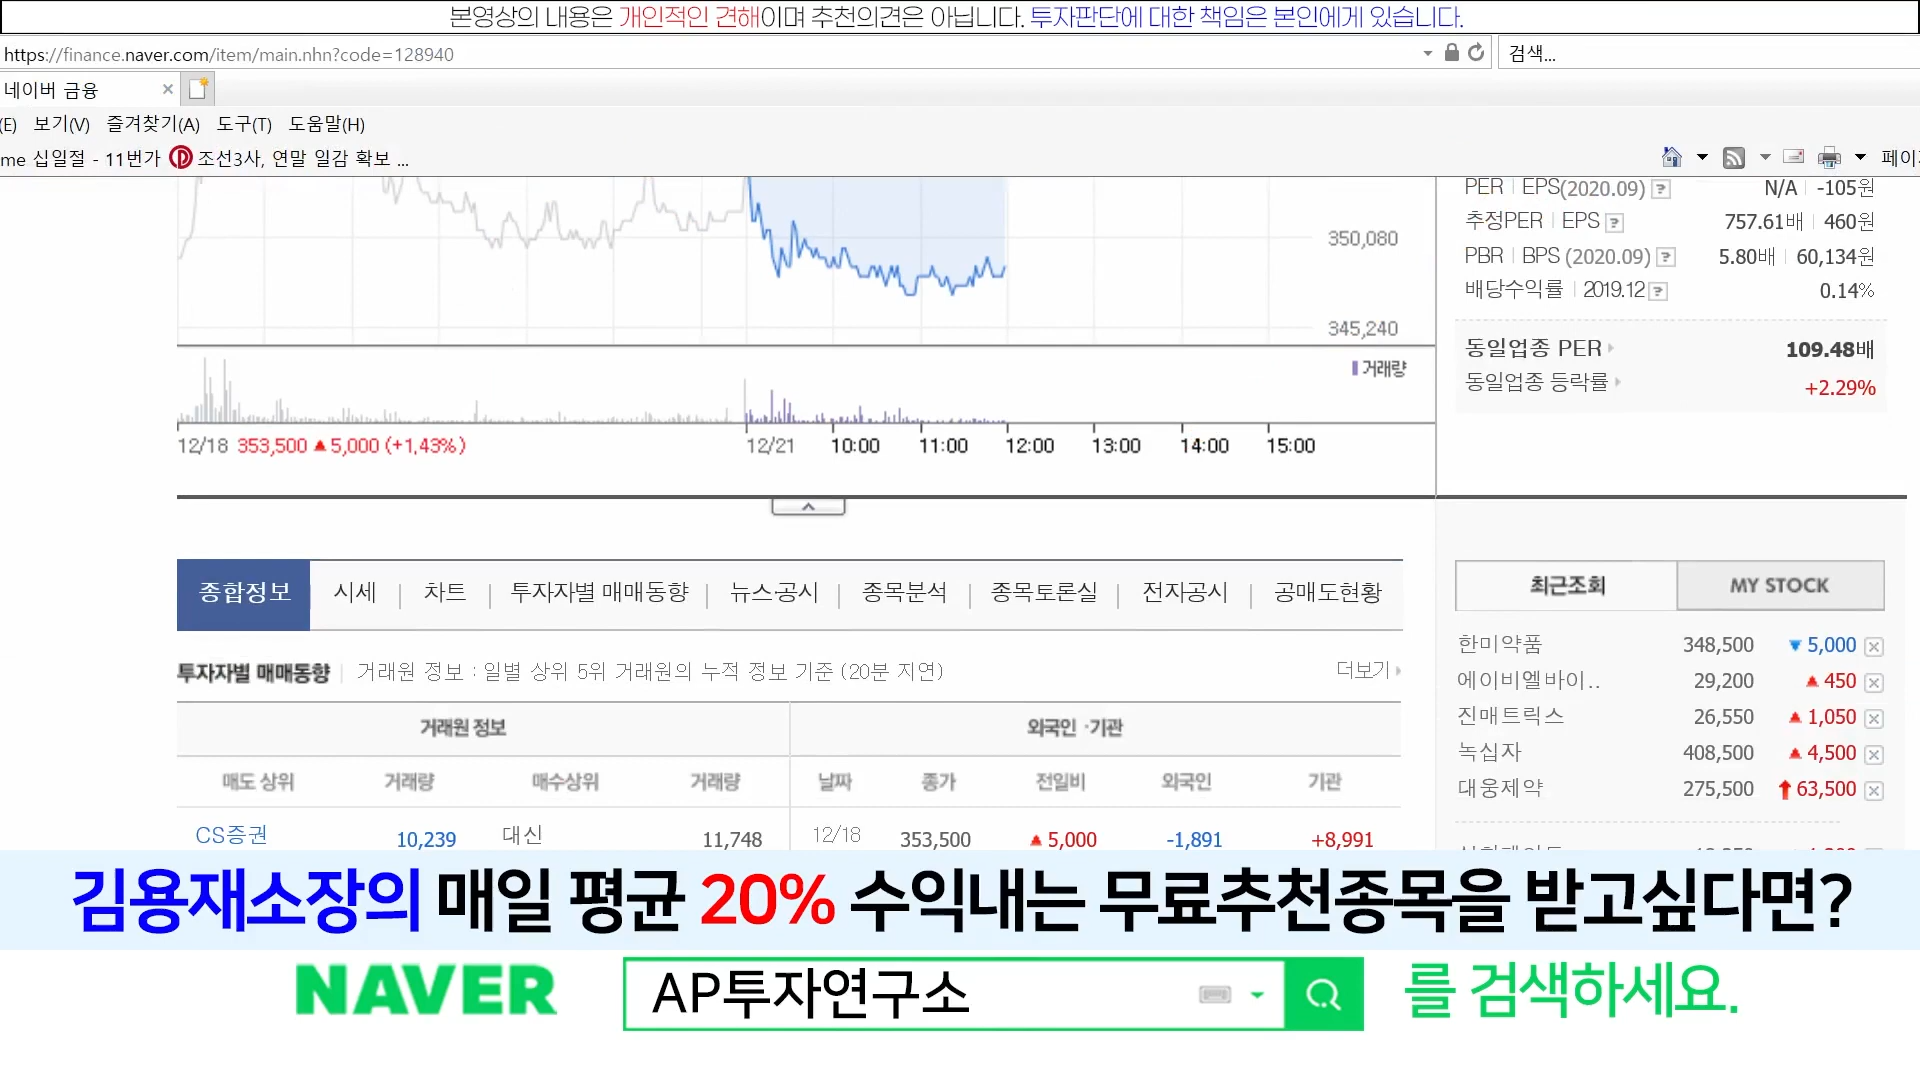 본영상의 내용은 개인적인 견해이며 추천의견은 아닙니다. 투자판단에 대한 책임은 본인에게 있습니다.
https://finance.naver.com/item/main.nhn?code=128940
검색...
네이버 금융
(E) 보기(V) 즐겨찾기(A) 도구(T) 도움말(H)
me 십일절 - 11번가 조선3사, 연말 일감 확보 ...
페이지
PER EPS(2020.09) N/A -105원
추정PER EPS 757.61배 460원
PBR BPS (2020.09) 5.80배 60,134원
배당수익률 2019.12 0.14%
동일업종 PER 109.48배
동일업종 등락률 +2.29%
350,080
345,240
거래량
12/18 353,500 ▲5,000 (+1,43%) 12/21 10:00 11:00 12:00 13:00 14:00 15:00
종합정보 시세 차트 투자자별 매매동향 뉴스·공시 종목분석 종목토론실 전자공시 공매도현황
투자자별 매매동향 거래원 정보 : 일별 상위 5위 거래원의 누적 정보 기준 (20분 지연) 더보기
거래원 정보 외국인 ·기관
매도 상위 거래량 매수상위 거래량 날짜 종가 전일비 외국인 기관
CS증권 10,239 대신 11,748 12/18 353,500 ▲5,000 -1,891 +8,991
최근조회 MY STOCK
한미약품 348,500 ▼5,000
에이비엘바이.. 29,200 ▲450
진매트릭스 26,550 ▲1,050
녹십자 408,500 ▲4,500
대웅제약 275,500 ↑63,500
김용재소장의 매일 평균 20% 수익내는 무료추천종목을 받고싶다면?
NAVER AP투자연구소 를 검색하세요.